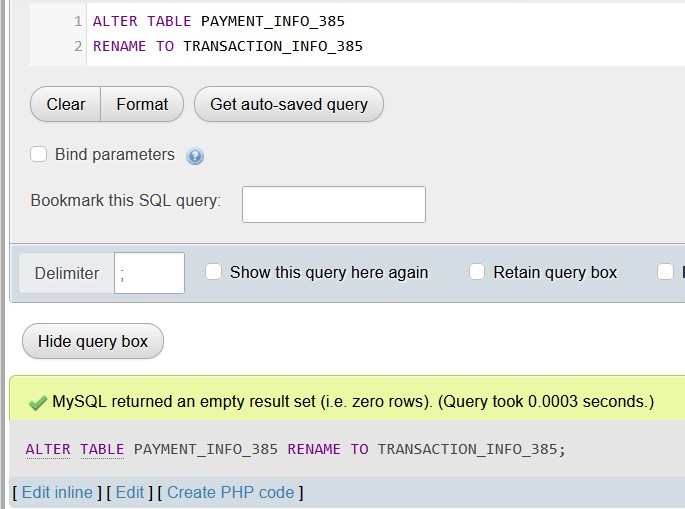 1 ALTER TABLE PAYMENT_INFO_385
2 RENAME TO TRANSACTION_INFO_385
Clear Format Get auto-saved query
Bind parameters
Bookmark this SQL query:
Delimiter ; Show this query here again Retain query box
Hide query box
MySQL returned an empty result set (i.e. zero rows). (Query took 0.0003 seconds.)
ALTER TABLE PAYMENT_INFO_385 RENAME TO TRANSACTION_INFO_385;
[ Edit inline ] [ Edit ] [ Create PHP code ]